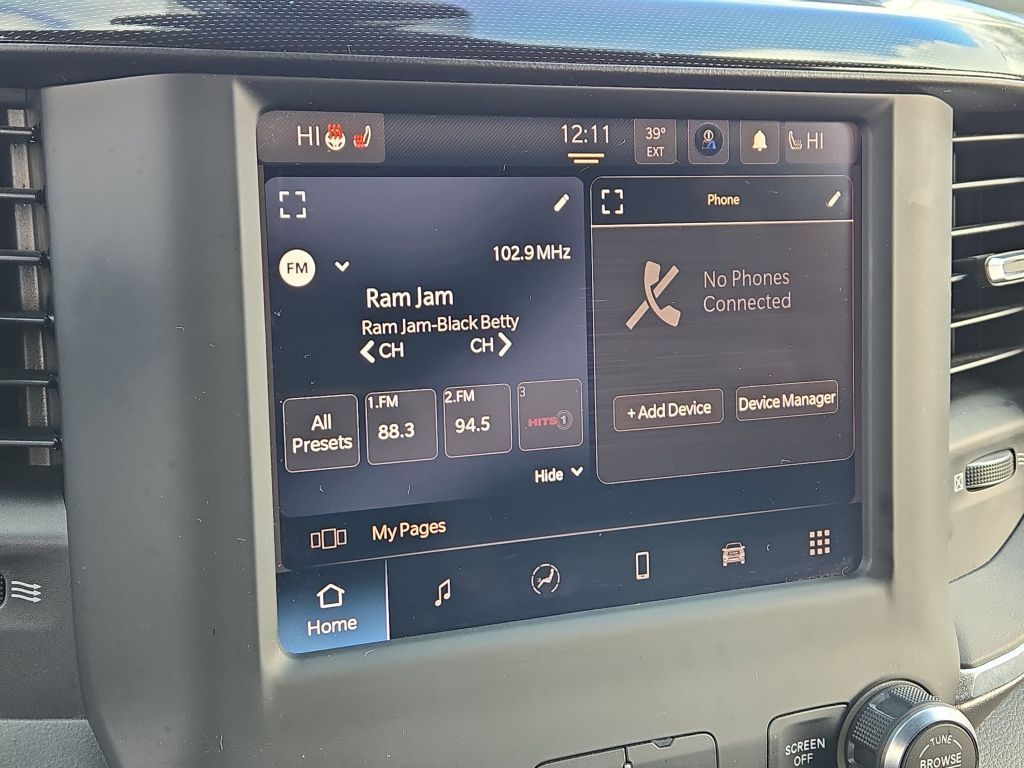 HI 12:11 39° EXT HI
Phone
102.9 MHz
FM
Ram Jam
Ram Jam-Black Betty
CH CH
No Phones
Connected
All
Presets
1.FM
88.3
2.FM
94.5
3
HITS1
+ Add Device
Device Manager
Hide
My Pages
Home
SCREEN
OFF
TUNE
BROWSE